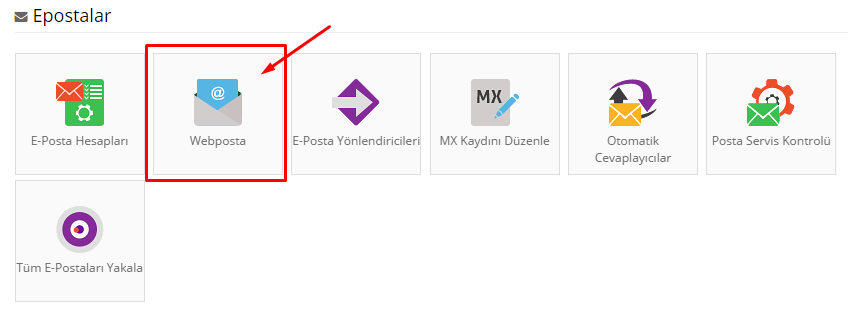 Epostalar
@
MX
E-Posta Hesapları
Webposta
E-Posta Yönlendiricileri
MX Kaydını Düzenle
Otomatik
Cevaplayıcılar
Posta Servis Kontrolü
Tüm E-Postaları Yakala